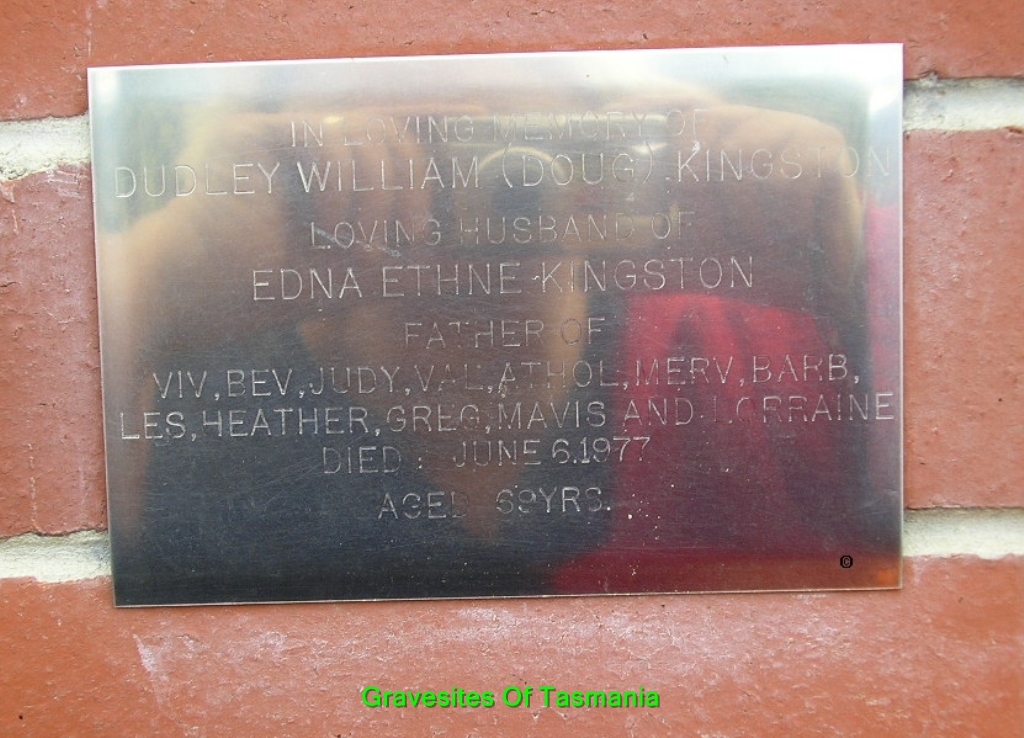 IN LOVING MEMORY OF
DUDLEY WILLIAM (DOUG) KINGSTON
LOVING HUSBAND OF
EDNA ETHNE KINGSTON
FATHER OF
VIV, BEV, JUDY, VAL, ATHOL, MERV, BARB,
LES, HEATHER, GREG, MAVIS AND LORRAINE
DIED : JUNE 6.1977
AGED 69YRS.
©
Gravesites Of Tasmania